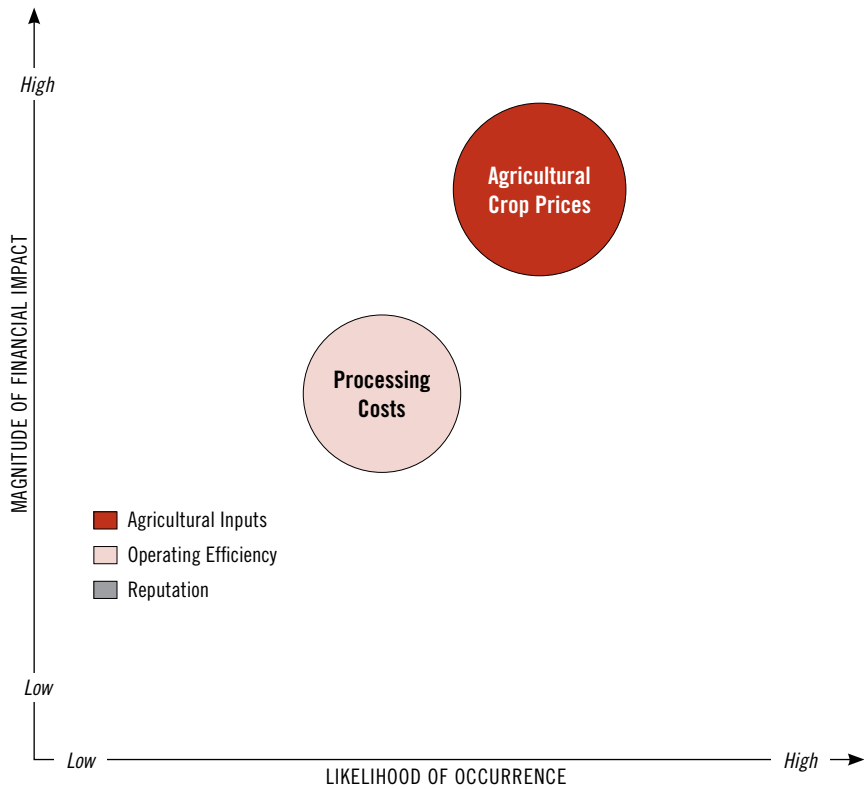 High
Agricultural
Crop Prices
MAGNITUDE OF FINANCIAL IMPACT
Processing
Costs
Agricultural Inputs
Operating Efficiency
Reputation
Low
Low
High
LIKELIHOOD OF OCCURRENCE